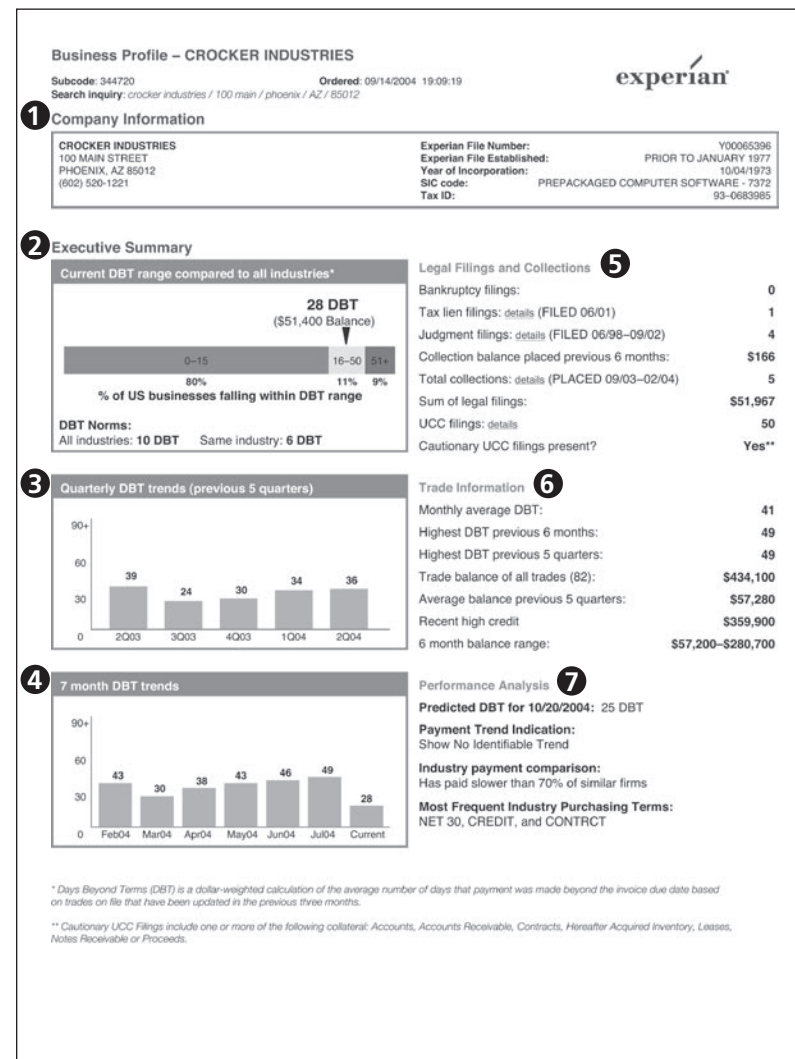 Business Profile – CROCKER INDUSTRIES
experian
Subcode: 344720 Ordered: 09/14/2004 19:09:19
Search inquiry: crocker industries / 100 main / phoenix / AZ / 85012
1 Company Information
CROCKER INDUSTRIES
100 MAIN STREET
PHOENIX, AZ 85012
(602) 520-1221
Experian File Number: Y00065396
Experian File Established: PRIOR TO JANUARY 1977
Year of Incorporation: 10/04/1973
SIC code: PREPACKAGED COMPUTER SOFTWARE - 7372
Tax ID: 93–0683985
2 Executive Summary
Current DBT range compared to all industries*
28 DBT
($51,400 Balance)
0–15 16–50 51+
80% 11% 9%
% of US businesses falling within DBT range
DBT Norms:
All industries: 10 DBT Same industry: 6 DBT
Legal Filings and Collections 5
Bankruptcy filings: 0
Tax lien filings: details (FILED 06/01) 1
Judgment filings: details (FILED 06/98–09/02) 4
Collection balance placed previous 6 months: $166
Total collections: details (PLACED 09/03–02/04) 5
Sum of legal filings: $51,967
UCC filings: details 50
Cautionary UCC filings present? Yes**
3 Quarterly DBT trends (previous 5 quarters)
90+
60
30
0
39 24 30 34 36
2Q03 3Q03 4Q03 1Q04 2Q04
Trade Information 6
Monthly average DBT: 41
Highest DBT previous 6 months: 49
Highest DBT previous 5 quarters: 49
Trade balance of all trades (82): $434,100
Average balance previous 5 quarters: $57,280
Recent high credit $359,900
6 month balance range: $57,200–$280,700
4 7 month DBT trends
90+
60
30
0
43 30 38 43 46 49 28
Feb04 Mar04 Apr04 May04 Jun04 Jul04 Current
Performance Analysis 7
Predicted DBT for 10/20/2004: 25 DBT
Payment Trend Indication:
Show No Identifiable Trend
Industry payment comparison:
Has paid slower than 70% of similar firms
Most Frequent Industry Purchasing Terms:
NET 30, CREDIT, and CONTRCT
* Days Beyond Terms (DBT) is a dollar-weighted calculation of the average number of days that payment was made beyond the invoice due date based
on trades on file that have been updated in the previous three months.
** Cautionary UCC Filings include one or more of the following collateral: Accounts, Accounts Receivable, Contracts, Hereafter Acquired Inventory, Leases,
Notes Receivable or Proceeds.